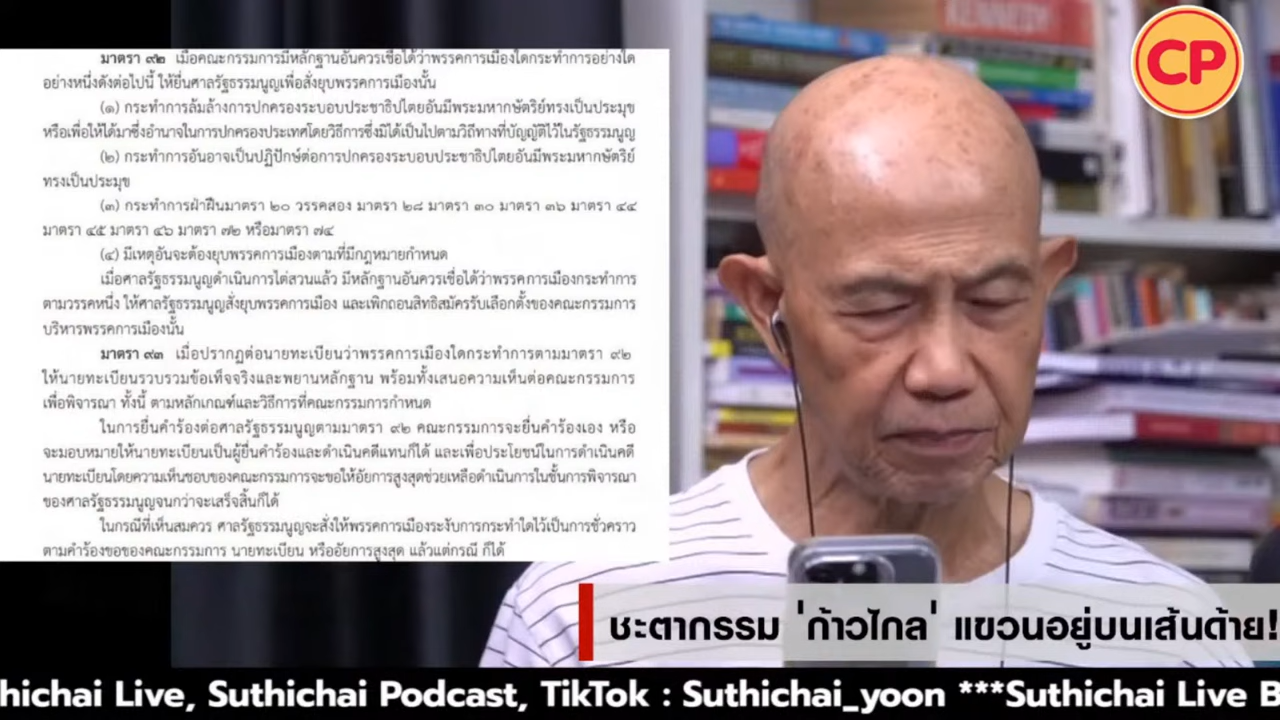 มาตรา ๙๒ เมื่อคณะกรรมการมีหลักฐานอันควรเชื่อได้ว่าพรรคการเมืองใดกระทำการอย่างใด
อย่างหนึ่งดังต่อไปนี้ ให้ยื่นศาลรัฐธรรมนูญเพื่อสั่งยุบพรรคการเมืองนั้น
(๑) กระทำการล้มล้างการปกครองระบอบประชาธิปไตยอันมีพระมหากษัตริย์ทรงเป็นประมุข
หรือเพื่อให้ได้มาซึ่งอำนาจในการปกครองประเทศโดยวิธีการซึ่งมิได้เป็นไปตามวิถีทางที่บัญญัติไว้ในรัฐธรรมนูญ
(๒) กระทำการอันอาจเป็นปฏิปักษ์ต่อการปกครองระบอบประชาธิปไตยอันมีพระมหากษัตริย์
ทรงเป็นประมุข
(๓) กระทำการฝ่าฝืนมาตรา ๒๐ วรรคสอง มาตรา ๒๘ มาตรา ๓๐ มาตรา ๓๖ มาตรา ๔๔
มาตรา ๔๕ มาตรา ๔๖ มาตรา ๗๒ หรือมาตรา ๗๔
(๔) มีเหตุอันจะต้องยุบพรรคการเมืองตามที่มีกฎหมายกำหนด
เมื่อศาลรัฐธรรมนูญดำเนินการไต่สวนแล้ว มีหลักฐานอันควรเชื่อได้ว่าพรรคการเมืองกระทำการ
ตามวรรคหนึ่ง ให้ศาลรัฐธรรมนูญสั่งยุบพรรคการเมือง และเพิกถอนสิทธิสมัครรับเลือกตั้งของคณะกรรมการ
บริหารพรรคการเมืองนั้น
มาตรา ๙๓ เมื่อปรากฏต่อนายทะเบียนว่าพรรคการเมืองใดกระทำการตามมาตรา ๙๒
ให้นายทะเบียนรวบรวมข้อเท็จจริงและพยานหลักฐาน พร้อมทั้งเสนอความเห็นต่อคณะกรรมการ
เพื่อพิจารณา ทั้งนี้ ตามหลักเกณฑ์และวิธีการที่คณะกรรมการกำหนด
ในการยื่นคำร้องต่อศาลรัฐธรรมนูญตามมาตรา ๙๒ คณะกรรมการจะยื่นคำร้องเอง หรือ
จะมอบหมายให้นายทะเบียนเป็นผู้ยื่นคำร้องและดำเนินคดีแทนก็ได้ และเพื่อประโยชน์ในการดำเนินคดี
นายทะเบียนโดยความเห็นชอบของคณะกรรมการจะขอให้อัยการสูงสุดช่วยเหลือดำเนินการในชั้นการพิจารณา
ของศาลรัฐธรรมนูญจนกว่าจะเสร็จสิ้นก็ได้
ในกรณีที่เห็นสมควร ศาลรัฐธรรมนูญจะสั่งให้พรรคการเมืองระงับการกระทำใดไว้เป็นการชั่วคราว
ตามคำร้องขอของคณะกรรมการ นายทะเบียน หรืออัยการสูงสุด แล้วแต่กรณี ก็ได้
KENNEDY
CP
ชะตากรรม 'ก้าวไกล' แขวนอยู่บนเส้นด้าย!
hichai Live, Suthichai Podcast, TikTok : Suthichai_yoon ***Suthichai Live B